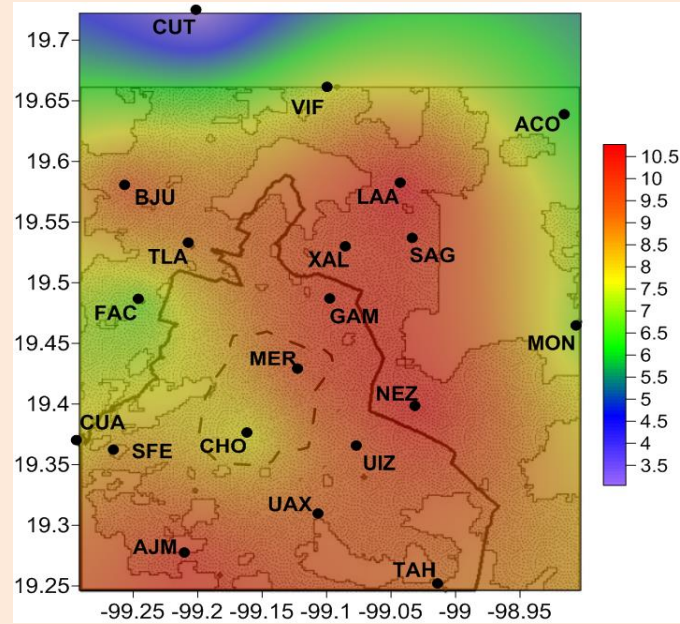 CUT
19.7
VIF
19.65
ACO
19.6
BJU
LAA
19.55
TLA
XAL
SAG
19.5
FAC
GAM
19.45
MER
MON
19.4
NEZ
CUA
CHO
SFE
UIZ
19.35
UAX
19.3
AJM
TAH
19.25
-99.25 -99.2 -99.15 -99.1 -99.05 -99 -98.95
10.5
10
9.5
9
8.5
8
7.5
7
6.5
6
5.5
5
4.5
4
3.5